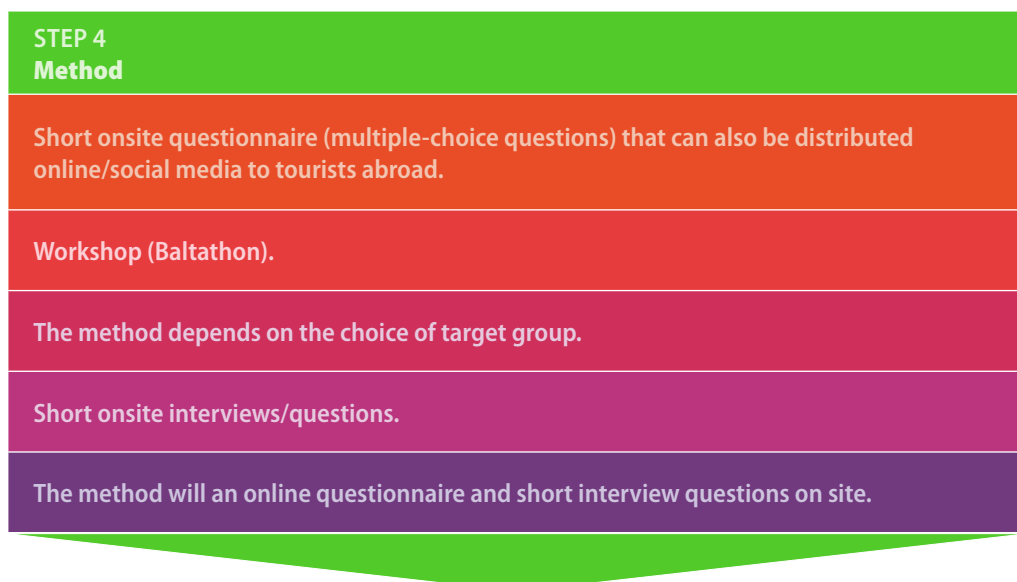 STEP 4
Method
Short onsite questionnaire (multiple-choice questions) that can also be distributed
online/social media to tourists abroad.
Workshop (Baltathon).
The method depends on the choice of target group.
Short onsite interviews/questions.
The method will an online questionnaire and short interview questions on site.